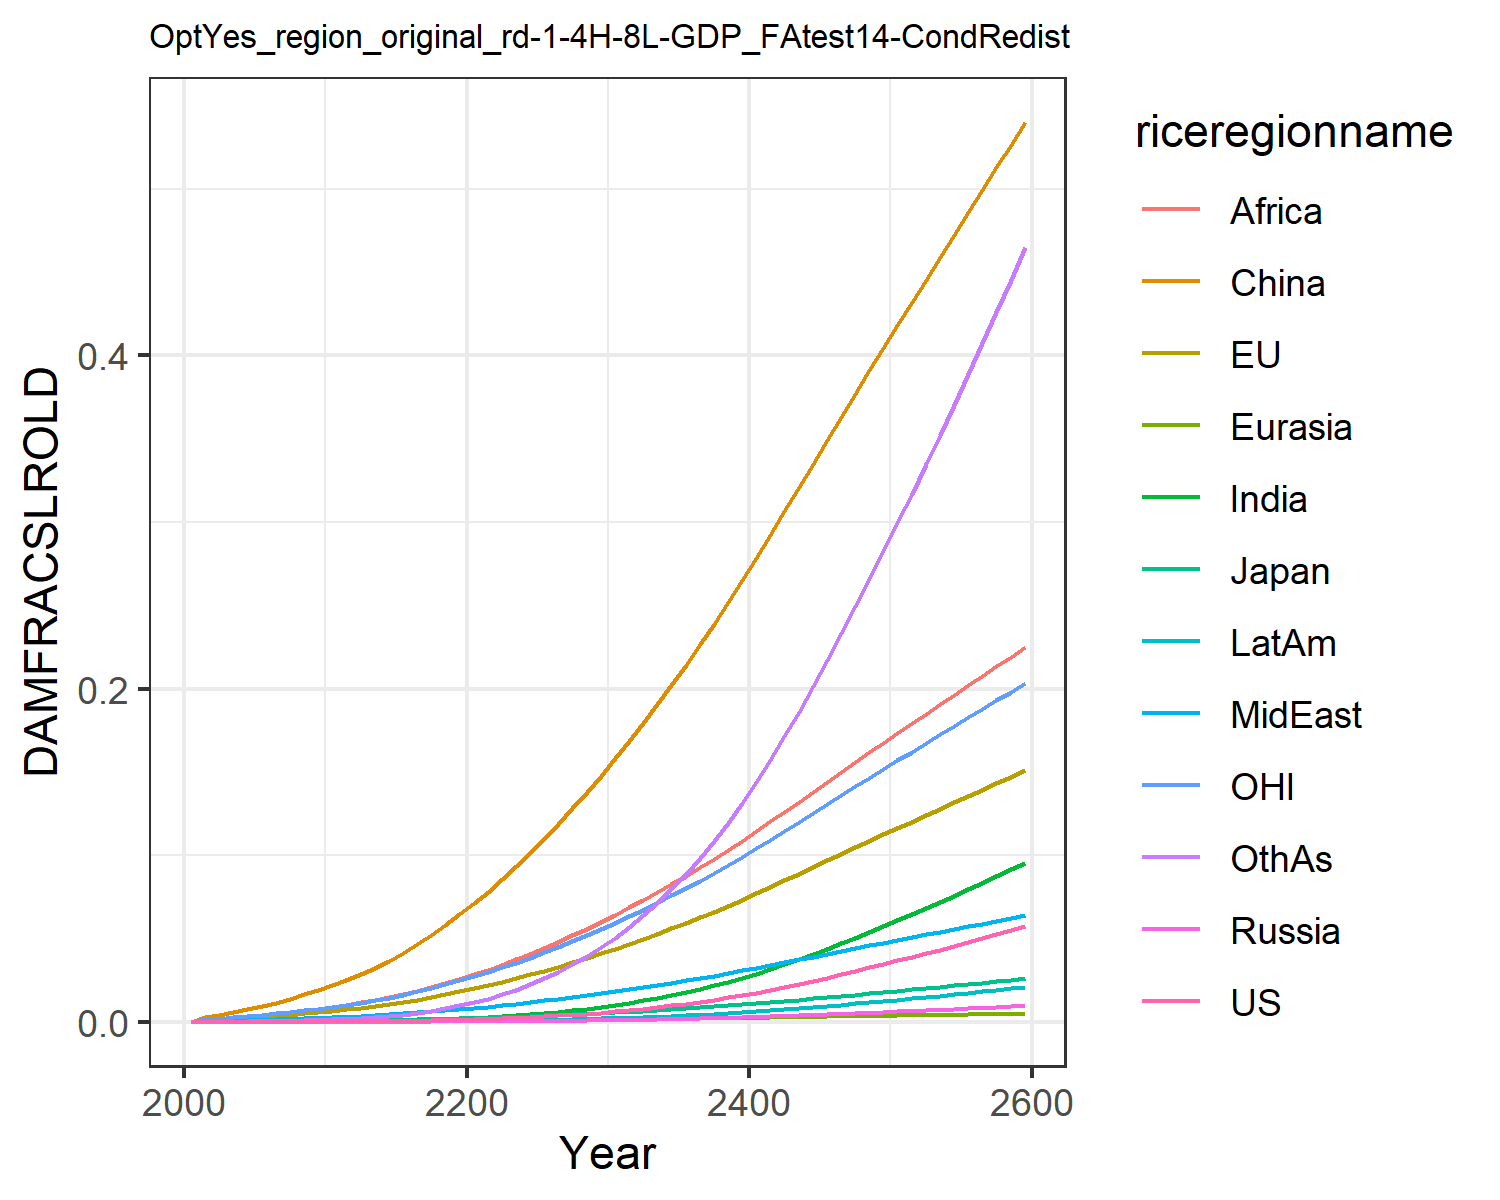 OptYes_region_original_rd-1-4H-8L-GDP_FAtest14-CondRedist
DAMFRACSLROLD
0.4
0.2
0.0
2000 2200 2400 2600
Year
riceregionname
Africa
China
EU
Eurasia
India
Japan
LatAm
MidEast
OHI
OthAs
Russia
US